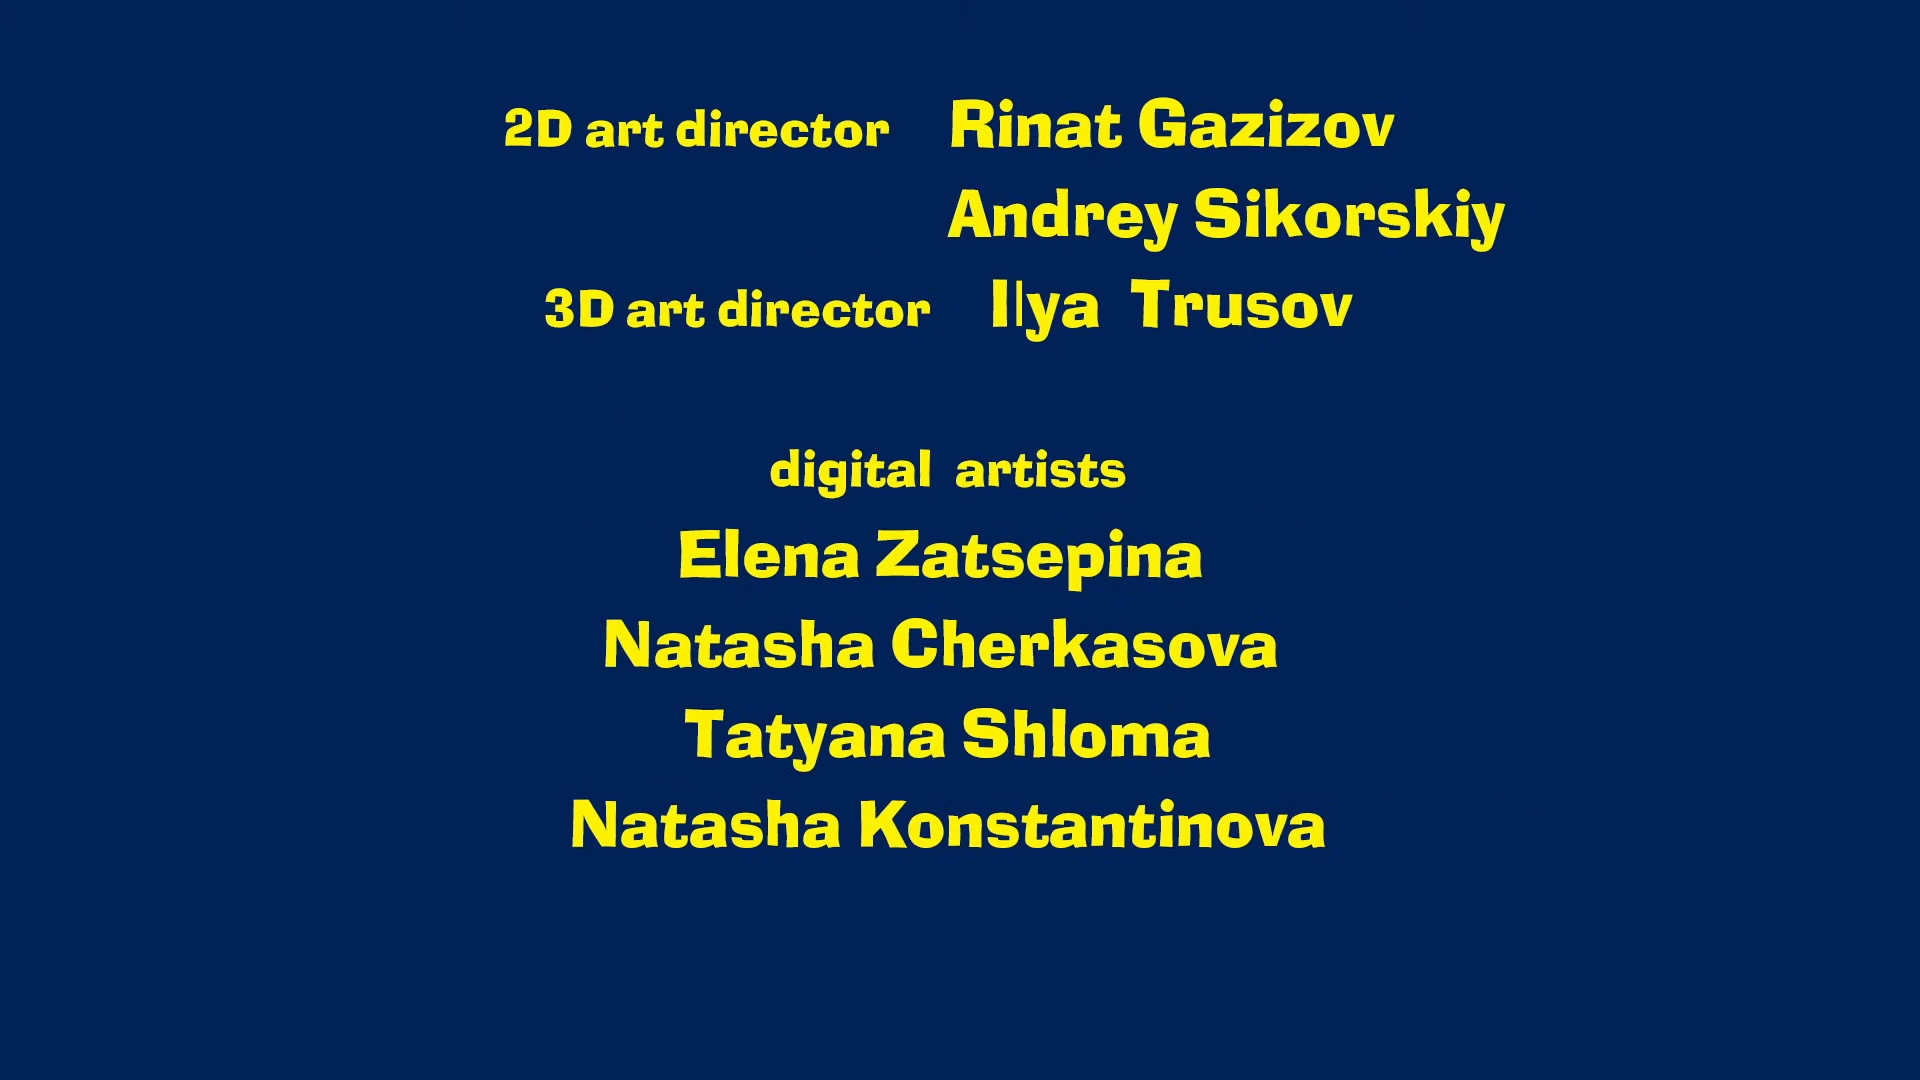 2D art director Rinat Gazizov
Andrey Sikorskiy
3D art director Ilya Trusov
digital artists
Elena Zatsepina
Natasha Cherkasova
Tatyana Shloma
Natasha Konstantinova